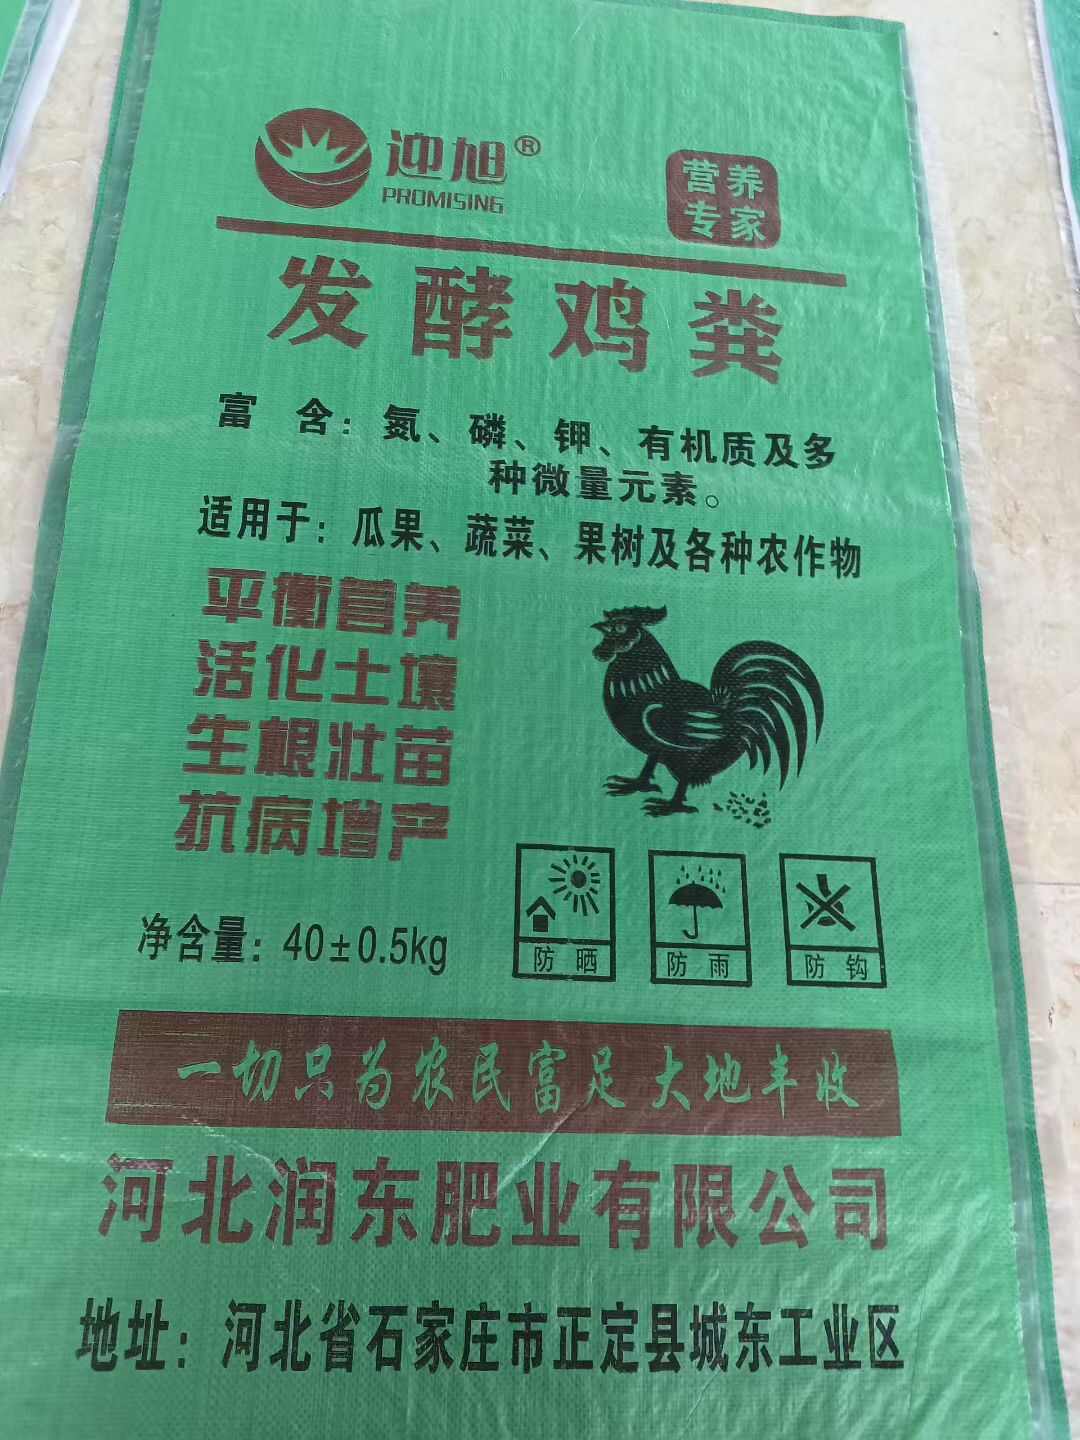 迎旭®
PROMISING
营养
专家
发酵鸡粪
富 含：氮、磷、钾、有机质及多
种微量元素。
适用于：瓜果、蔬菜、果树及各种农作物
平衡营养
活化土壤
生根壮苗
抗病增产
净含量：40±0.5kg
防晒
防雨
防钩
一切只为农民富足大地丰收
河北润东肥业有限公司
地址：河北省石家庄市正定县城东工业区